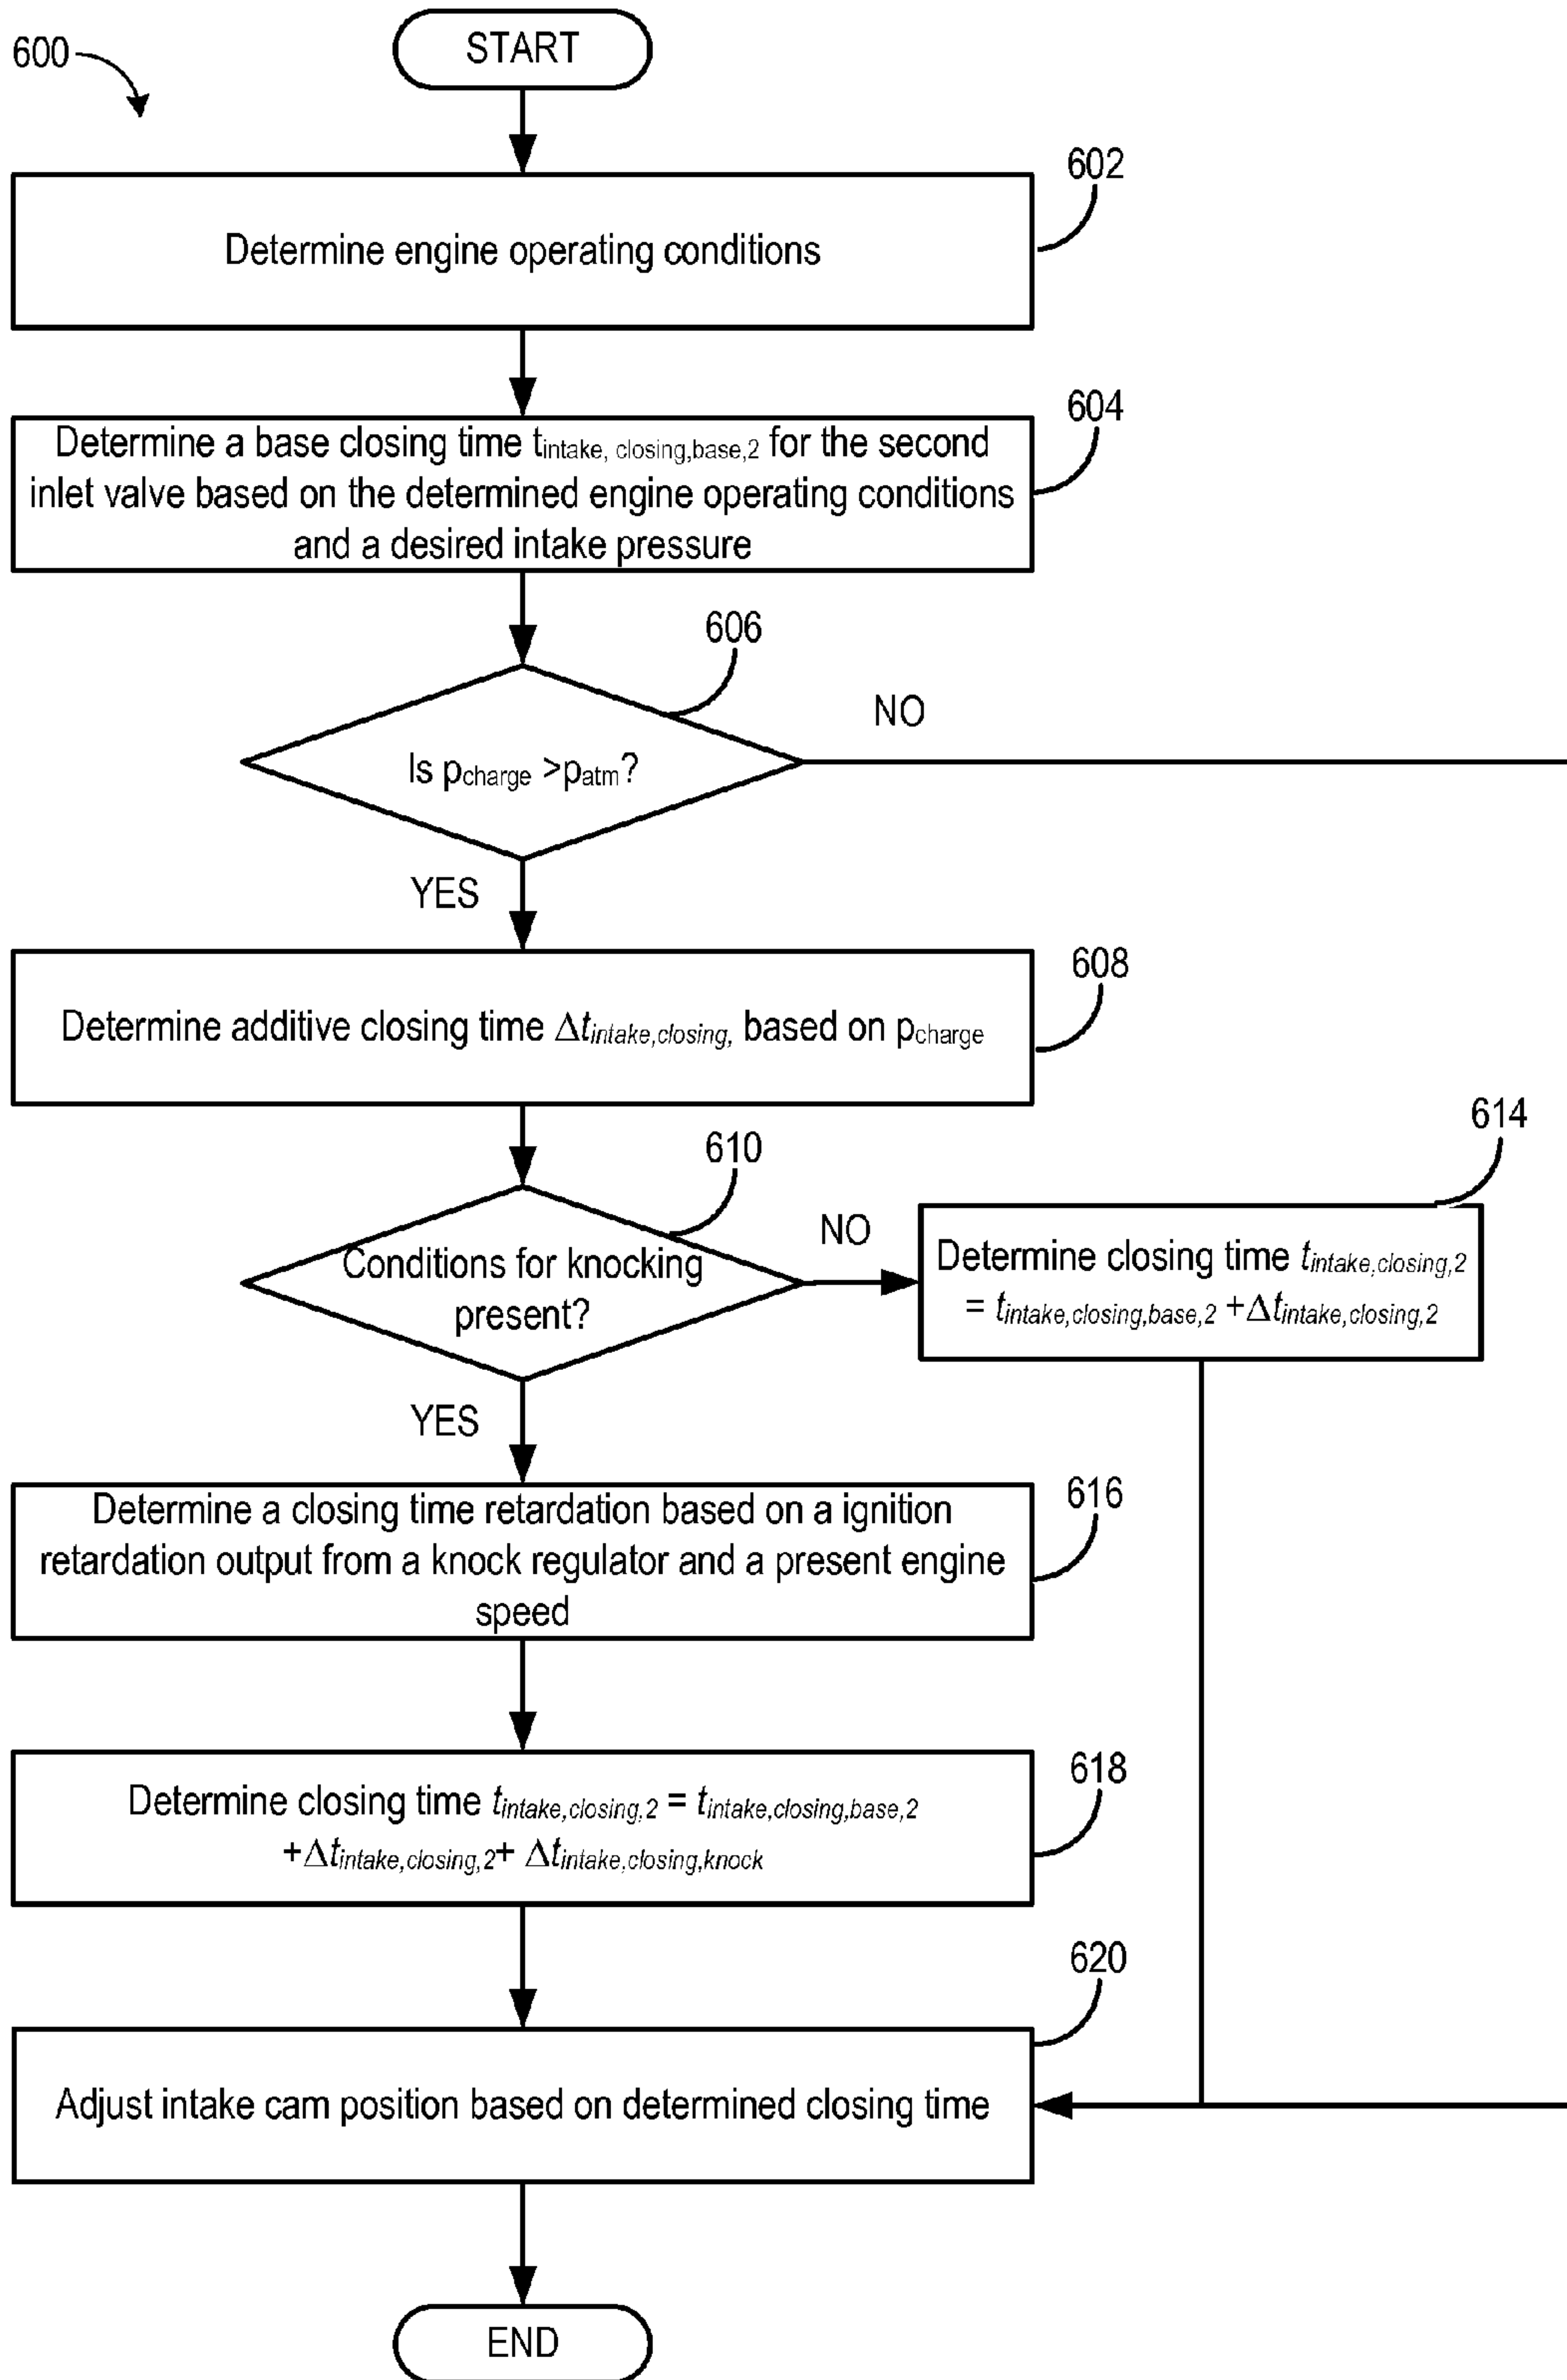 600
START
602
Determine engine operating conditions
604
Determine a base closing time tintake, closing,base,2 for the second
inlet valve based on the determined engine operating conditions
and a desired intake pressure
606
NO
Is pcharge >patm?
YES
608
Determine additive closing time Δtintake,closing, based on pcharge
610
614
NO
Conditions for knocking
present?
Determine closing time tintake,closing,2
= tintake,closing,base,2 +Δtintake,closing,2
YES
616
Determine a closing time retardation based on a ignition
retardation output from a knock regulator and a present engine
speed
618
Determine closing time tintake,closing,2 = tintake,closing,base,2
+Δtintake,closing,2+ Δtintake,closing,knock
620
Adjust intake cam position based on determined closing time
END